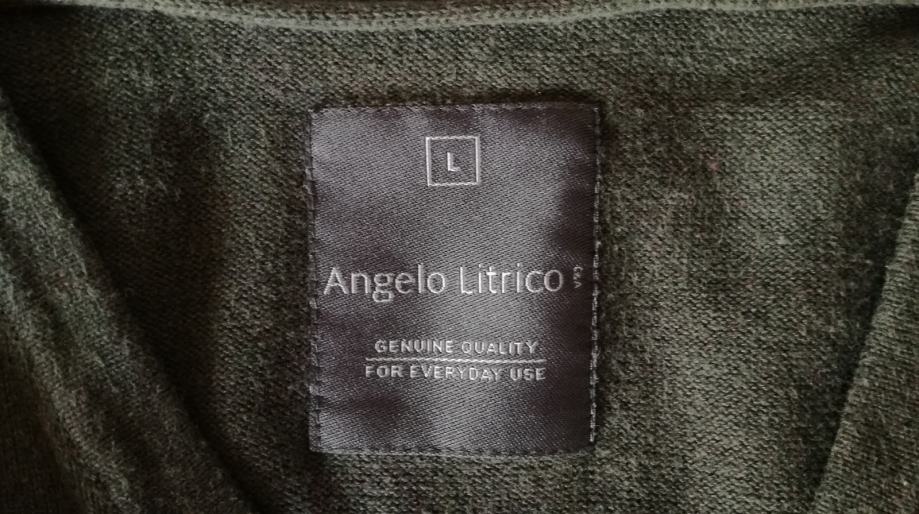 L
Angelo Litrico C&A
GENUINE QUALITY
FOR EVERYDAY USE